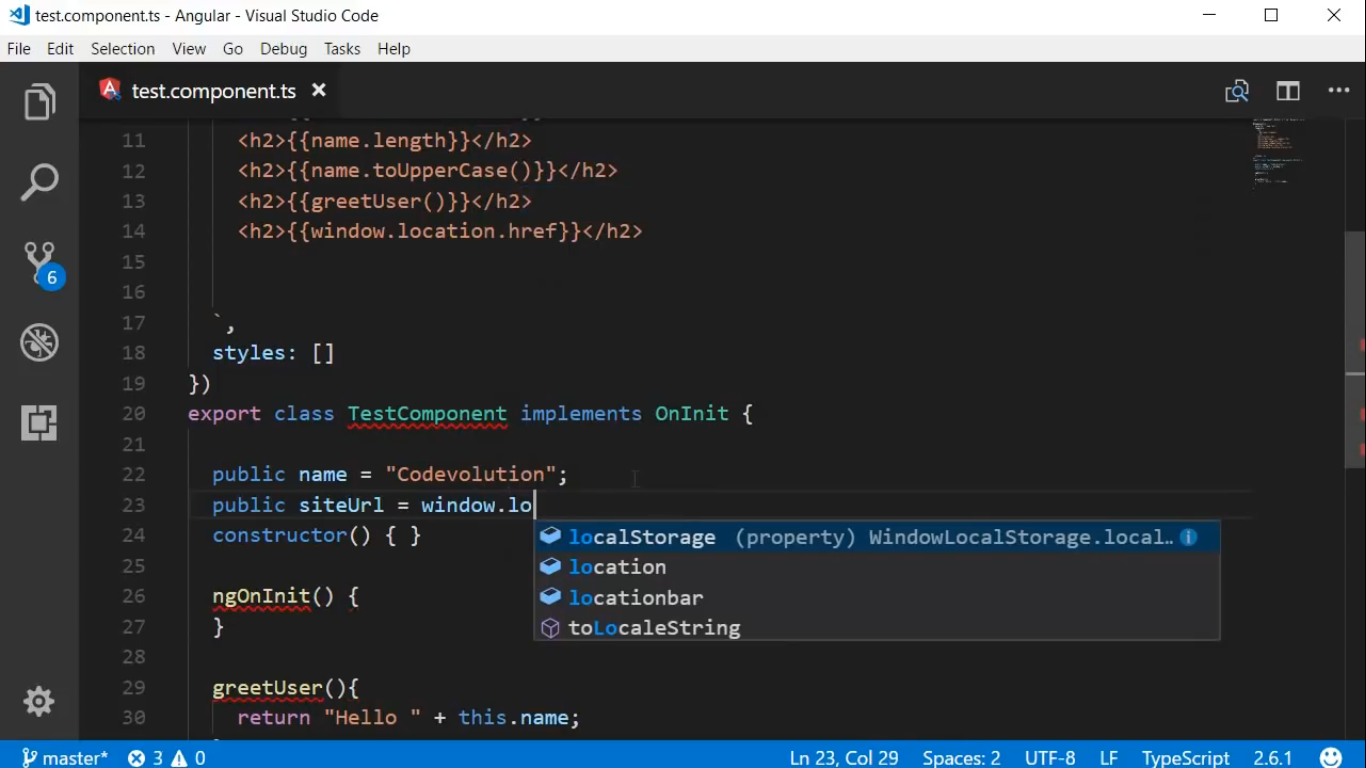 test.component.ts - Angular - Visual Studio Code
File Edit Selection View Go Debug Tasks Help
test.component.ts
11 <h2>{{name.length}}</h2>
12 <h2>{{name.toUpperCase()}}</h2>
13 <h2>{{greetUser()}}</h2>
14 <h2>{{window.location.href}}</h2>
15
16
17 `,
18 styles: []
19 })
20 export class TestComponent implements OnInit {
21
22 public name = "Codevolution";
23 public siteUrl = window.lo
24 constructor() { }
localStorage (property) WindowLocalStorage.local…
25
location
26 ngOnInit() {
locationbar
27 }
toLocaleString
28
29 greetUser(){
30 return "Hello " + this.name;
6
master* 3 0 Ln 23, Col 29 Spaces: 2 UTF-8 LF TypeScript 2.6.1